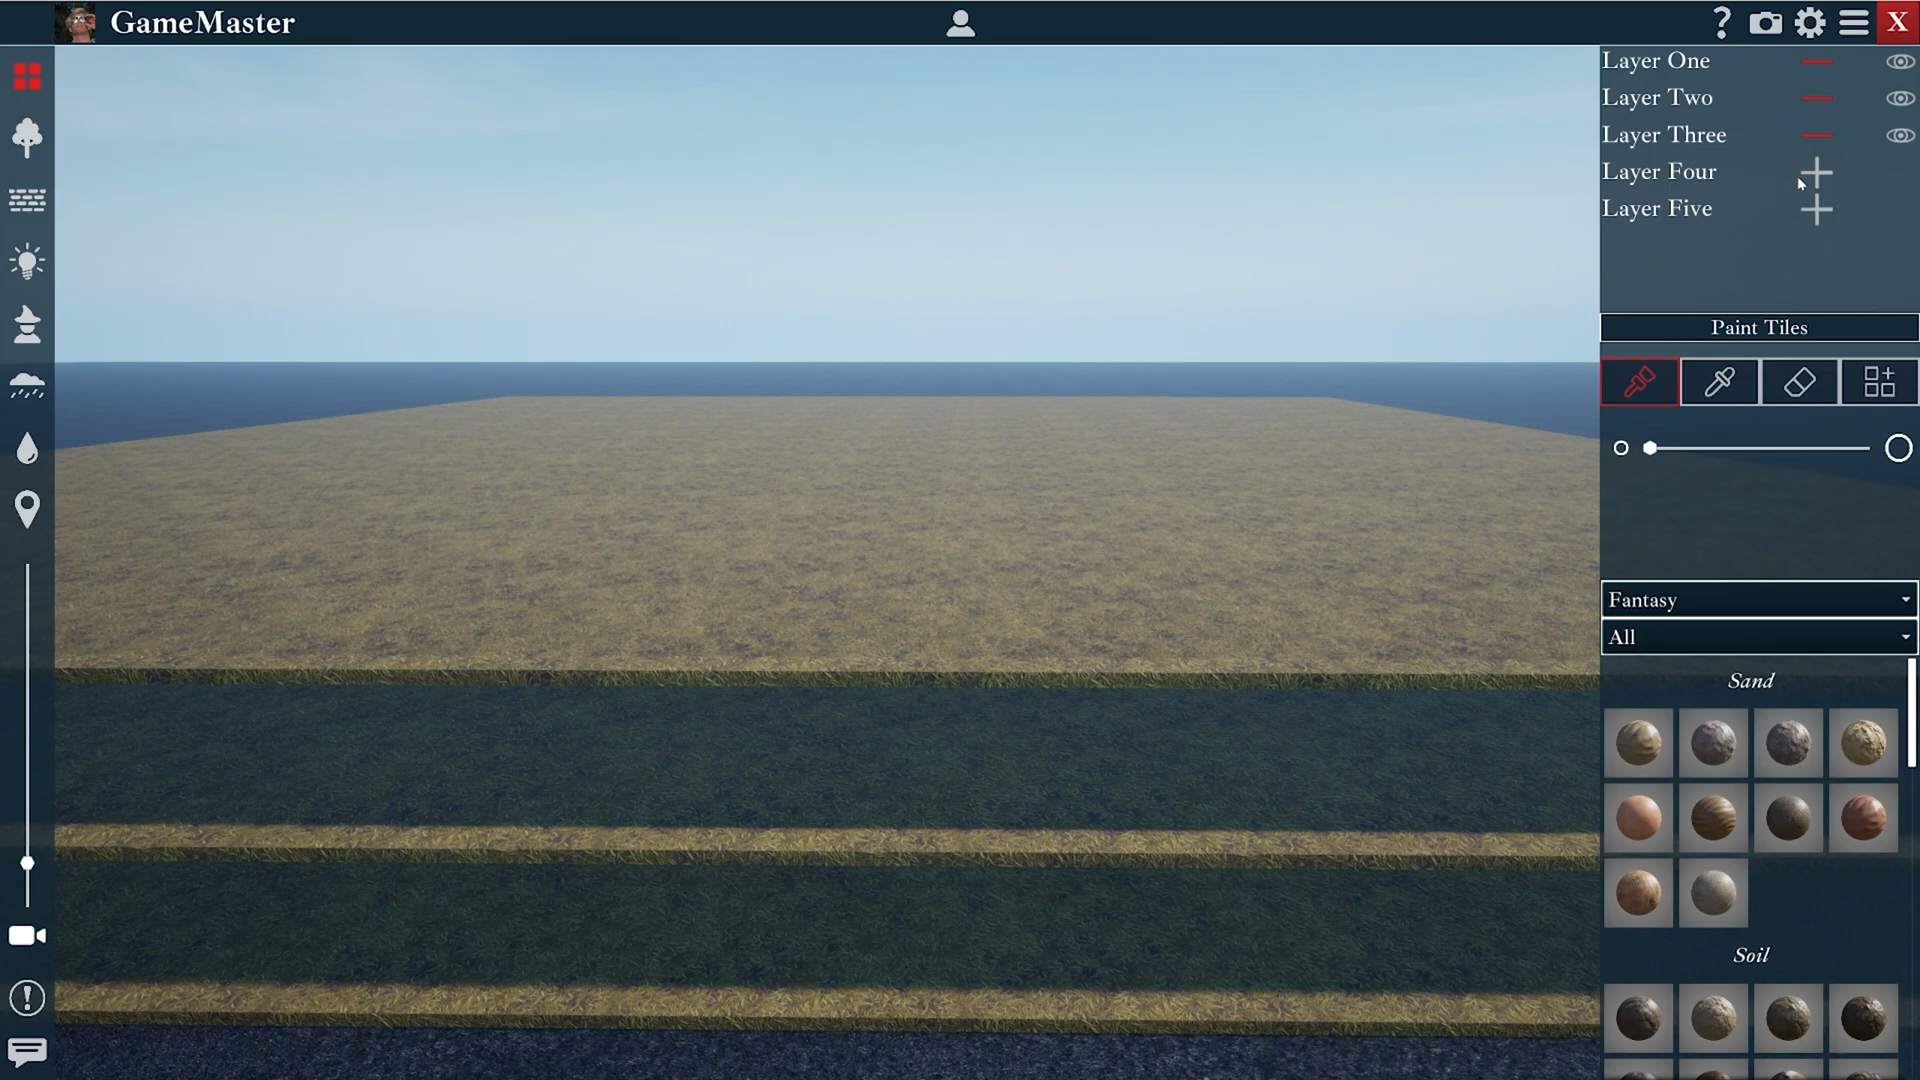 GameMaster
? X
Layer One
Layer Two
Layer Three
Layer Four
Layer Five
Paint Tiles
Fantasy
All
Sand
Soil